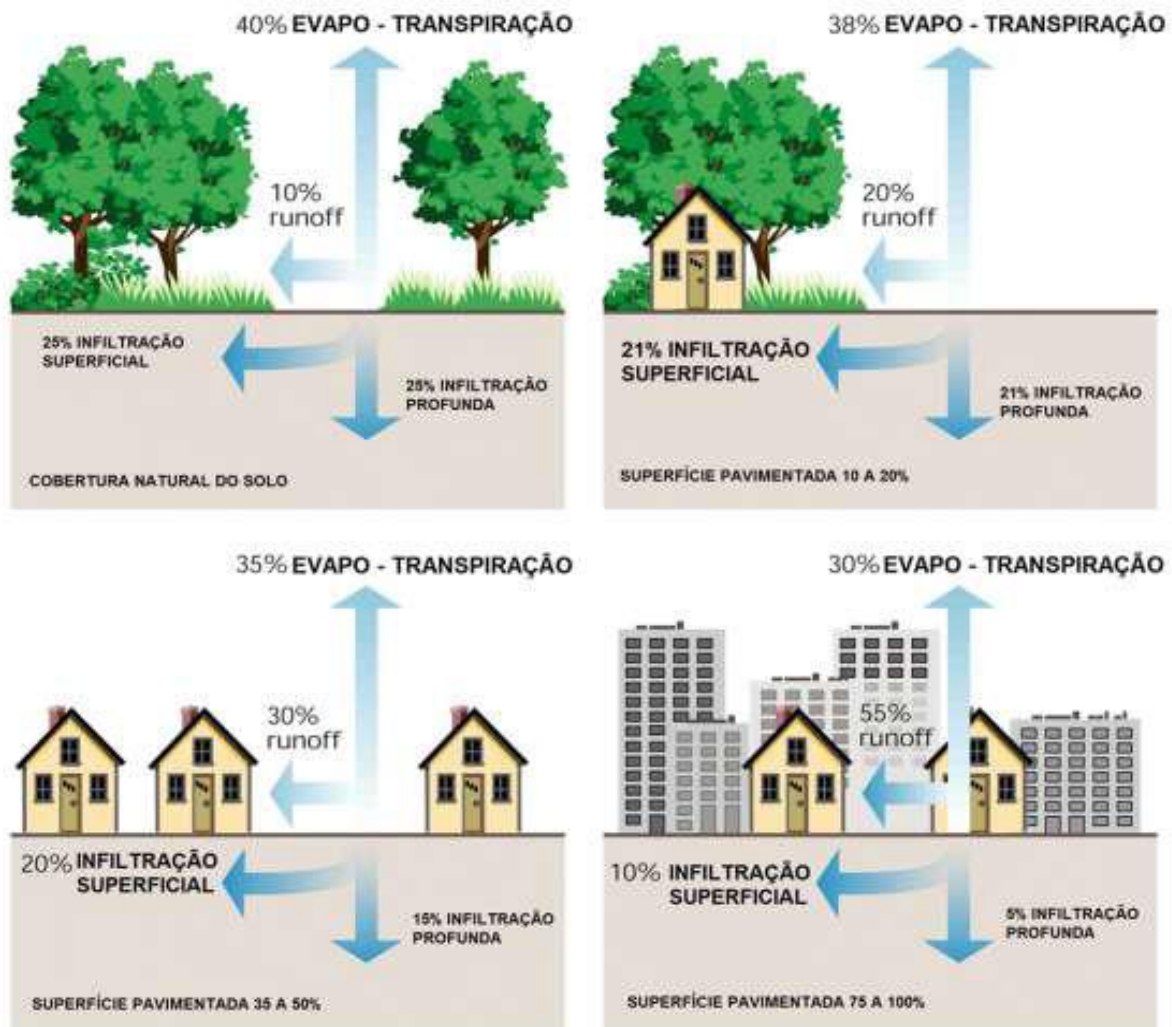 40% EVAPO - TRANSPIRAÇÃO
10%
runoff
25% INFILTRAÇÃO
SUPERFICIAL
25% INFILTRAÇÃO
PROFUNDA
COBERTURA NATURAL DO SOLO
38% EVAPO - TRANSPIRAÇÃO
20%
runoff
21% INFILTRAÇÃO
SUPERFICIAL
21% INFILTRAÇÃO
PROFUNDA
SUPERFÍCIE PAVIMENTADA 10 A 20%
35% EVAPO - TRANSPIRAÇÃO
30%
runoff
20% INFILTRAÇÃO
SUPERFICIAL
15% INFILTRAÇÃO
PROFUNDA
SUPERFÍCIE PAVIMENTADA 35 A 50%
30% EVAPO - TRANSPIRAÇÃO
55%
runoff
10% INFILTRAÇÃO
SUPERFICIAL
5% INFILTRAÇÃO
PROFUNDA
SUPERFÍCIE PAVIMENTADA 75 A 100%